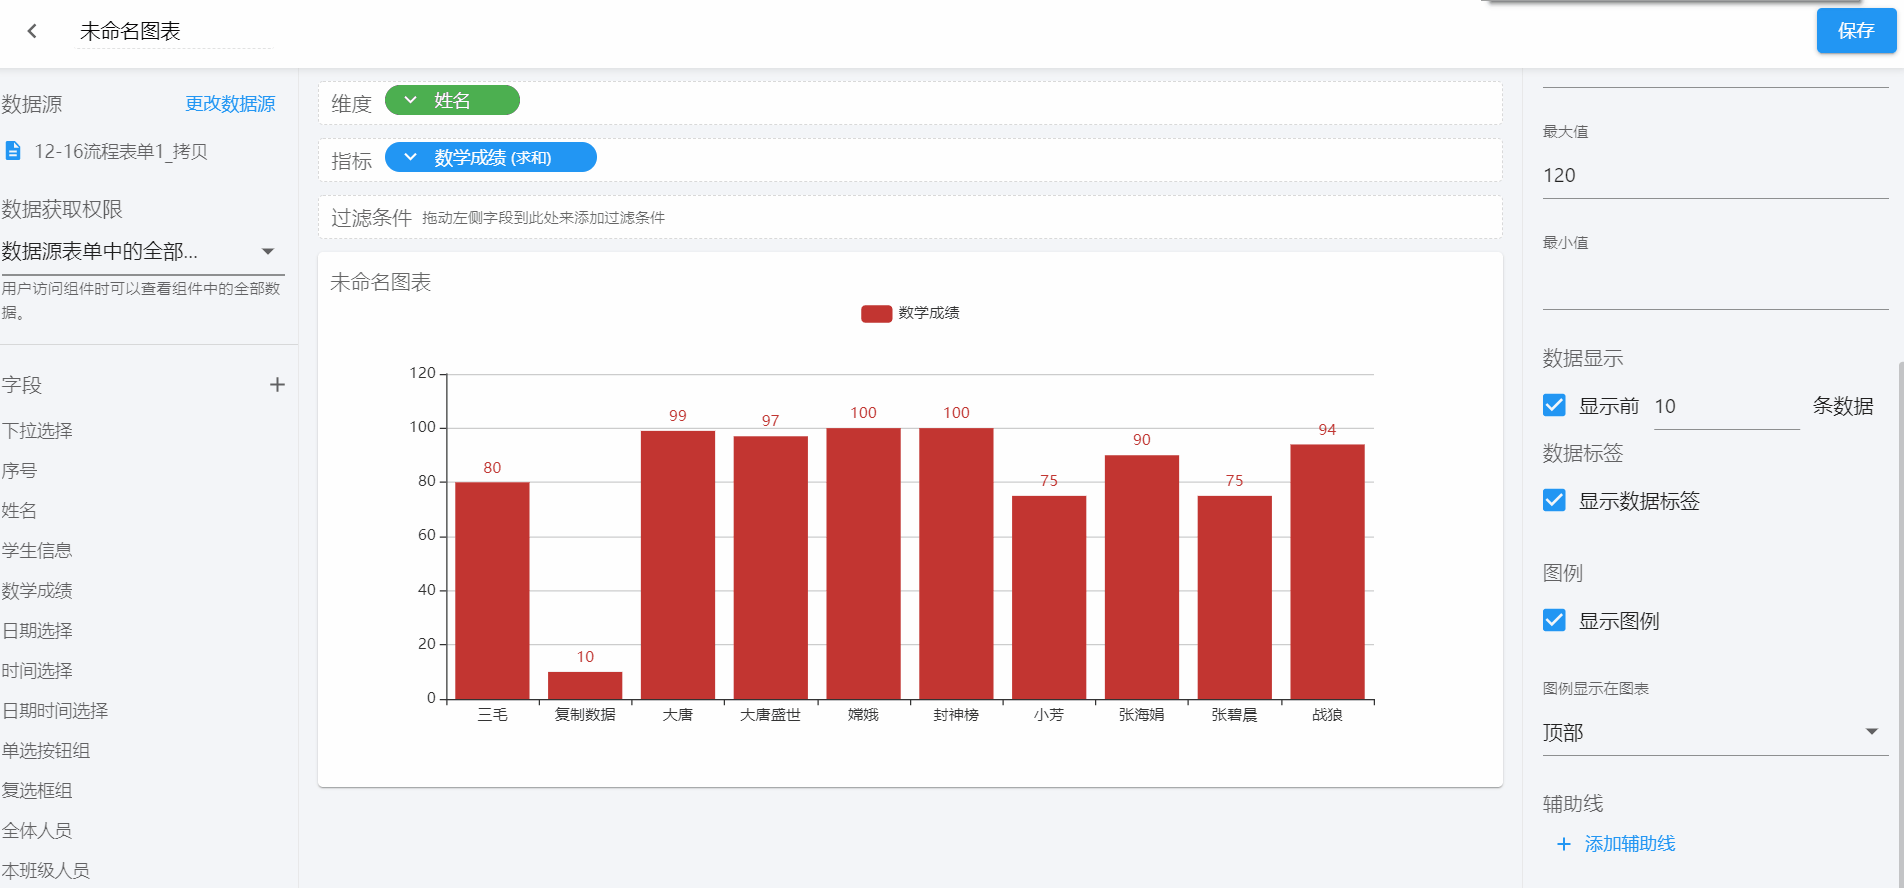 未命名图表
保存
数据源
更改数据源
12-16流程表单1_拷贝
数据获取权限
数据源表单中的全部...
用户访问组件时可以查看组件中的全部数
据。
字段
下拉选择
序号
姓名
学生信息
数学成绩
日期选择
时间选择
日期时间选择
单选按钮组
复选框组
全体人员
本班级人员
维度
姓名
指标
数学成绩 (求和)
过滤条件 拖动左侧字段到此处来添加过滤条件
未命名图表
数学成绩
120
100
80
60
40
20
0
80
10
99
97
100
100
75
90
75
94
三毛
复制数据
大唐
大唐盛世
嫦娥
封神榜
小芳
张海娟
张碧晨
战狼
最大值
120
最小值
数据显示
显示前 10 条数据
数据标签
显示数据标签
图例
显示图例
图例显示在图表
顶部
辅助线
添加辅助线